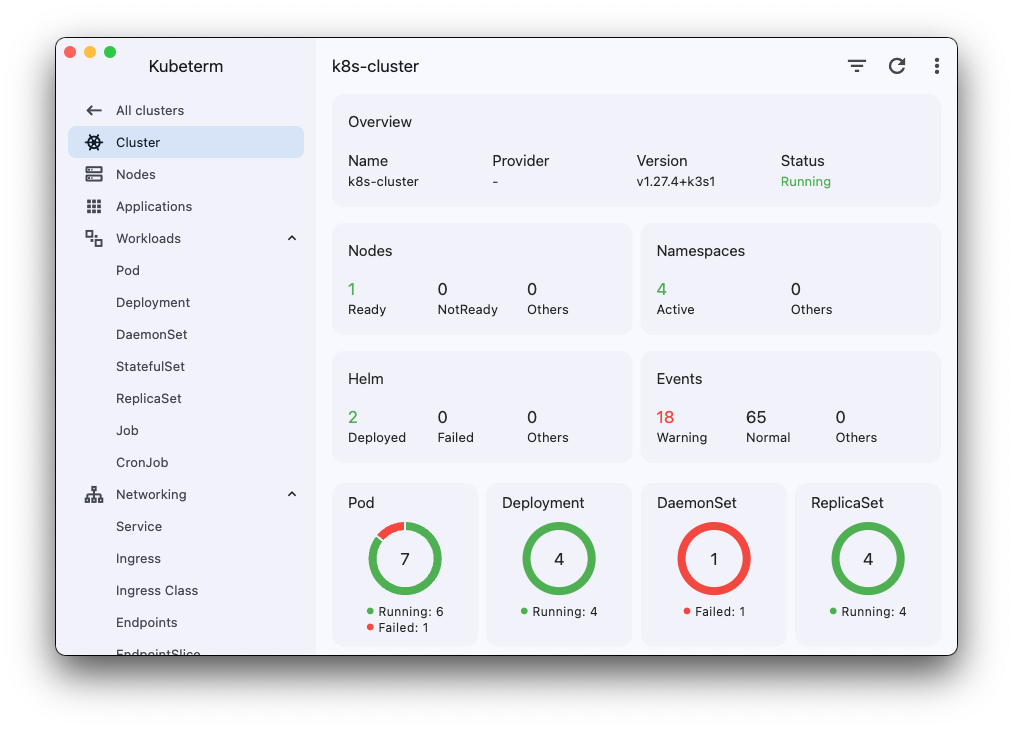 Kubeterm
All clusters
Cluster
Nodes
Applications
Workloads
Pod
Deployment
DaemonSet
StatefulSet
ReplicaSet
Job
CronJob
Networking
Service
Ingress
Ingress Class
Endpoints
EndpointSlice
k8s-cluster
Overview
Name Provider Version Status
k8s-cluster - v1.27.4+k3s1 Running
Nodes
1 0 0
Ready NotReady Others
Namespaces
4 0
Active Others
Helm
2 0 0
Deployed Failed Others
Events
18 65 0
Warning Normal Others
Pod
7
Running: 6
Failed: 1
Deployment
4
Running: 4
DaemonSet
1
Failed: 1
ReplicaSet
4
Running: 4